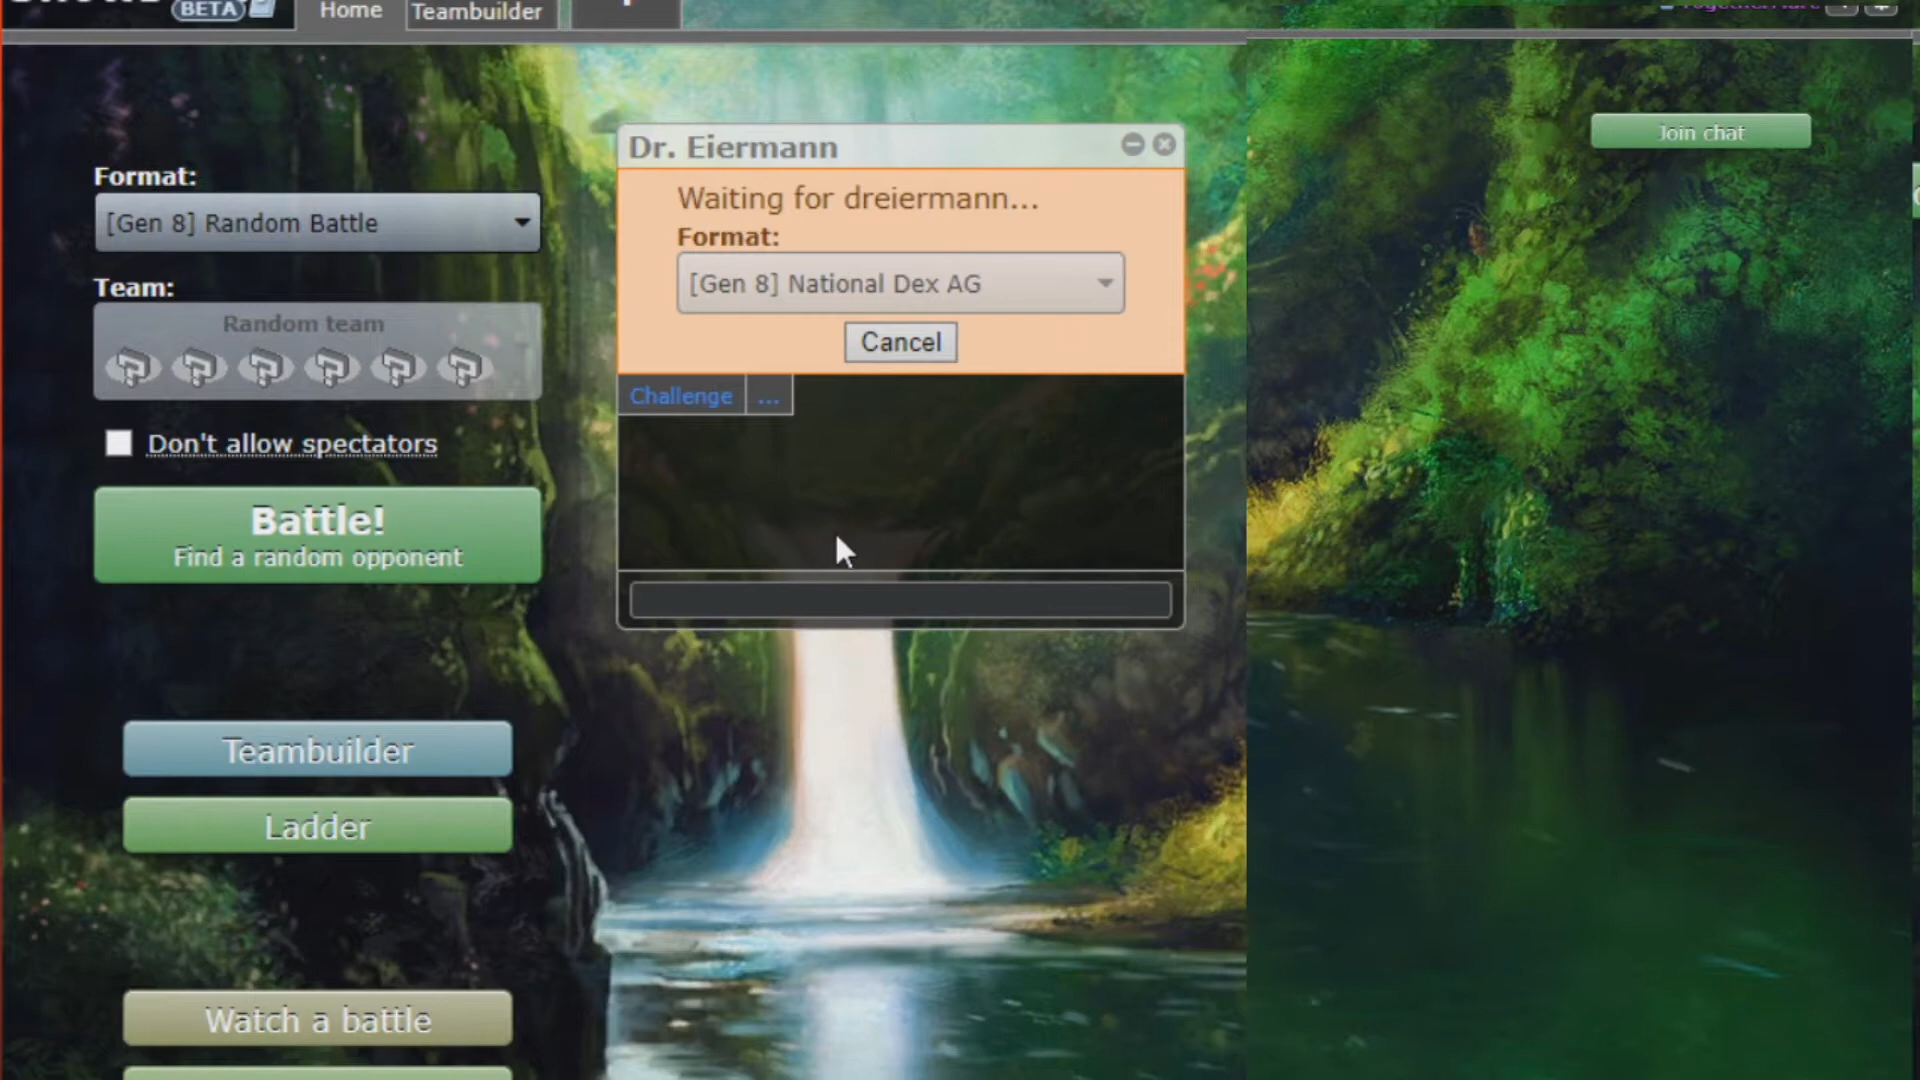 BETA
Home
Teambuilder
Join chat
Format:
[Gen 8] Random Battle
Team:
Random team
Don't allow spectators
Battle!
Find a random opponent
Teambuilder
Ladder
Watch a battle
Dr. Eiermann
Waiting for dreiermann...
Format:
[Gen 8] National Dex AG
Cancel
Challenge
...